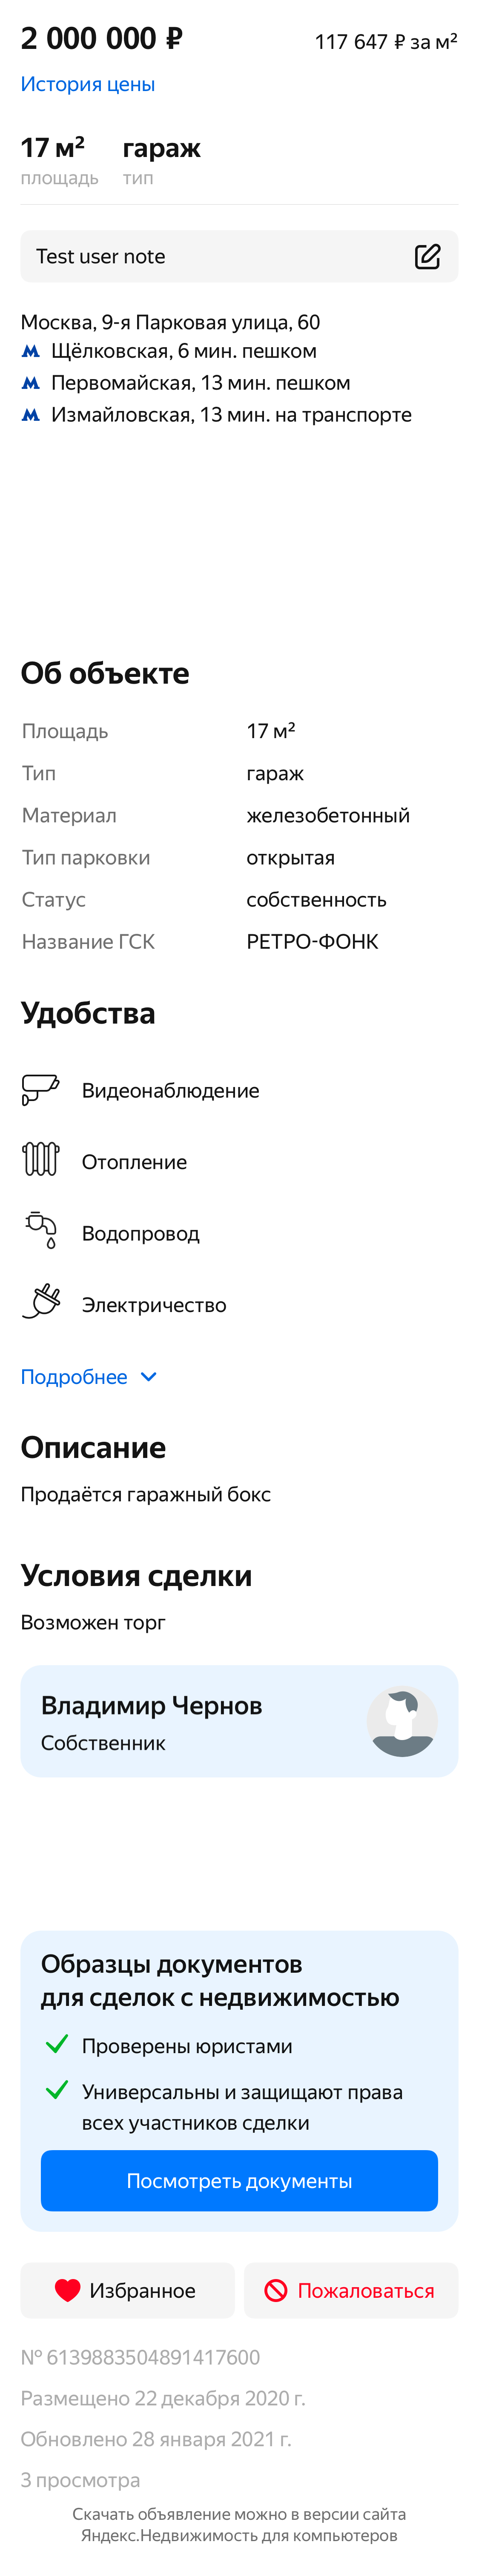 2 000 000 ₽
117 647 ₽ за м²
История цены
17 м²
гараж
площадь
тип
Test user note
Москва, 9-я Парковая улица, 60
Щёлковская, 6 мин. пешком
Первомайская, 13 мин. пешком
Измайловская, 13 мин. на транспорте
Об объекте
Площадь 17 м²
Тип гараж
Материал железобетонный
Тип парковки открытая
Статус собственность
Название ГСК РЕТРО-ФОНК
Удобства
Видеонаблюдение
Отопление
Водопровод
Электричество
Подробнее
Описание
Продаётся гаражный бокс
Условия сделки
Возможен торг
Владимир Чернов
Собственник
Образцы документов
для сделок с недвижимостью
Проверены юристами
Универсальны и защищают права
всех участников сделки
Посмотреть документы
Избранное
Пожаловаться
№ 6139883504891417600
Размещено 22 декабря 2020 г.
Обновлено 28 января 2021 г.
3 просмотра
Скачать объявление можно в версии сайта
Яндекс.Недвижимость для компьютеров